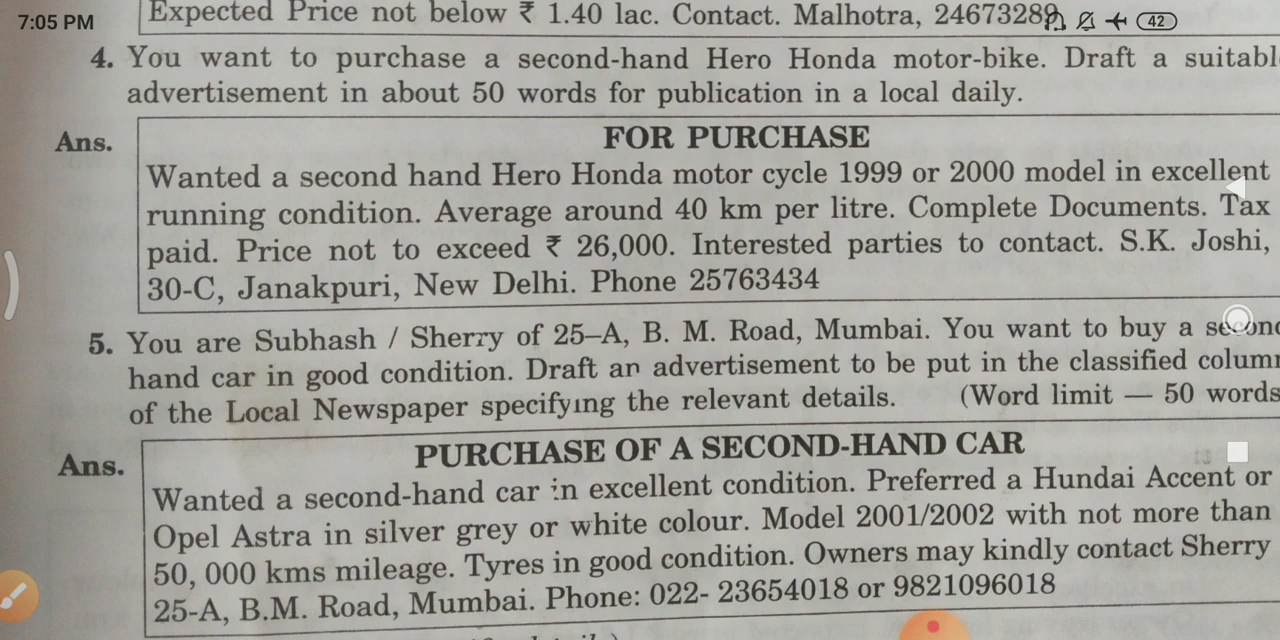 7:05 PM
42
Expected Price not below ₹ 1.40 lac. Contact. Malhotra, 24673289
4. You want to purchase a second-hand Hero Honda motor-bike. Draft a suitabl
advertisement in about 50 words for publication in a local daily.
Ans.
FOR PURCHASE
Wanted a second hand Hero Honda motor cycle 1999 or 2000 model in excellent
running condition. Average around 40 km per litre. Complete Documents. Tax
paid. Price not to exceed ₹ 26,000. Interested parties to contact. S.K. Joshi,
30-C, Janakpuri, New Delhi. Phone 25763434
5. You are Subhash / Sherry of 25–A, B. M. Road, Mumbai. You want to buy a second
hand car in good condition. Draft an advertisement to be put in the classified colum
of the Local Newspaper specifying the relevant details. (Word limit — 50 words
Ans.
PURCHASE OF A SECOND-HAND CAR
Wanted a second-hand car in excellent condition. Preferred a Hundai Accent or
Opel Astra in silver grey or white colour. Model 2001/2002 with not more than
50, 000 kms mileage. Tyres in good condition. Owners may kindly contact Sherry
25-A, B.M. Road, Mumbai. Phone: 022- 23654018 or 9821096018